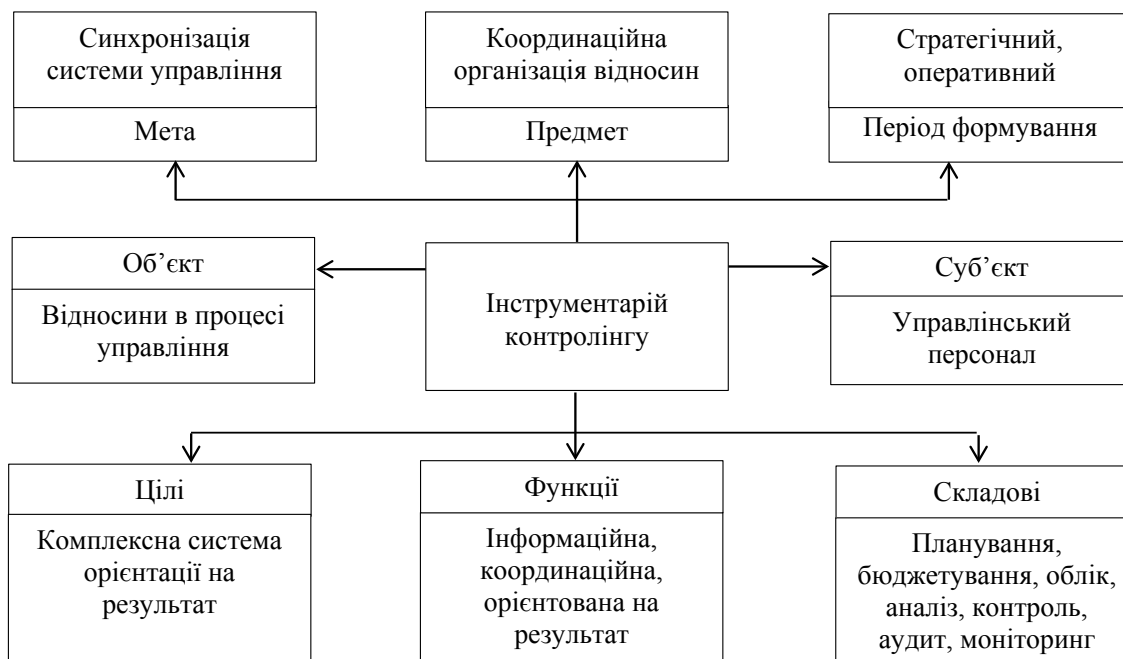 Синхронізація
системи управління
Мета
Координаційна
організація відносин
Предмет
Стратегічний,
оперативний
Період формування
Об’єкт
Відносини в процесі
управління
Інструментарій
контролінгу
Суб’єкт
Управлінський
персонал
Цілі
Комплексна система
орієнтації на
результат
Функції
Інформаційна,
координаційна,
орієнтована на
результат
Складові
Планування,
бюджетування, облік,
аналіз, контроль,
аудит, моніторинг